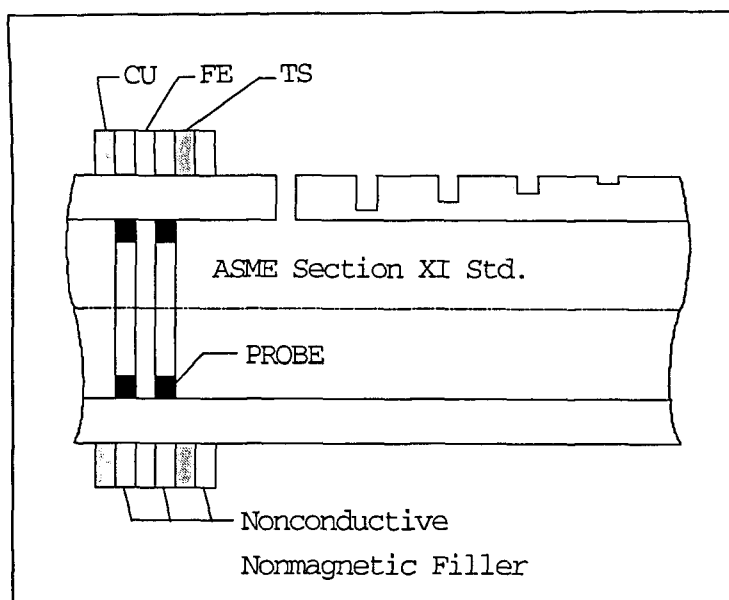 CU FE TS
ASME Section XI Std.
PROBE
Nonconductive
Nonmagnetic Filler